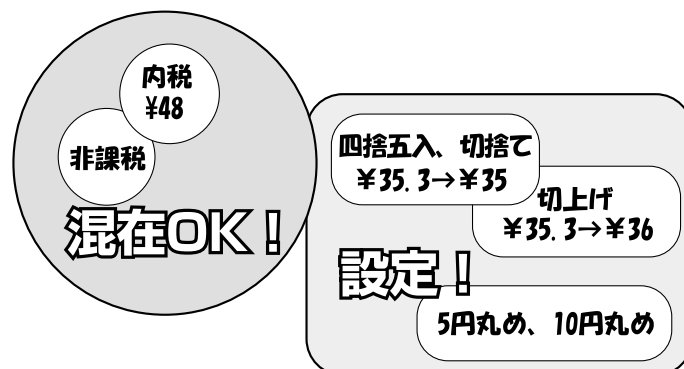 内税
¥48
非課税
混在OK！
四捨五入、切捨て
￥35.3→￥35
切上げ
￥35.3→￥36
設定！
5円丸め、10円丸め